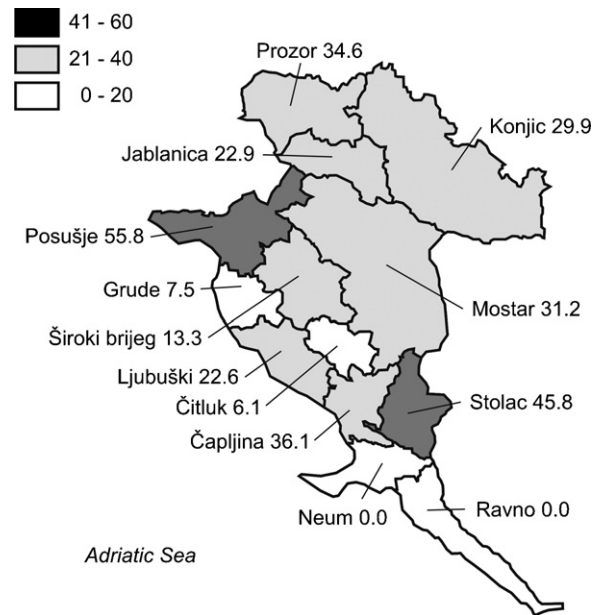 41 - 60
21 - 40
0 - 20
Prozor 34.6
Konjic 29.9
Jablanica 22.9
Posušje 55.8
Grude 7.5
Mostar 31.2
Široki brijeg 13.3
Ljubuški 22.6
Čitluk 6.1
Stolac 45.8
Čapljina 36.1
Neum 0.0
Ravno 0.0
Adriatic Sea